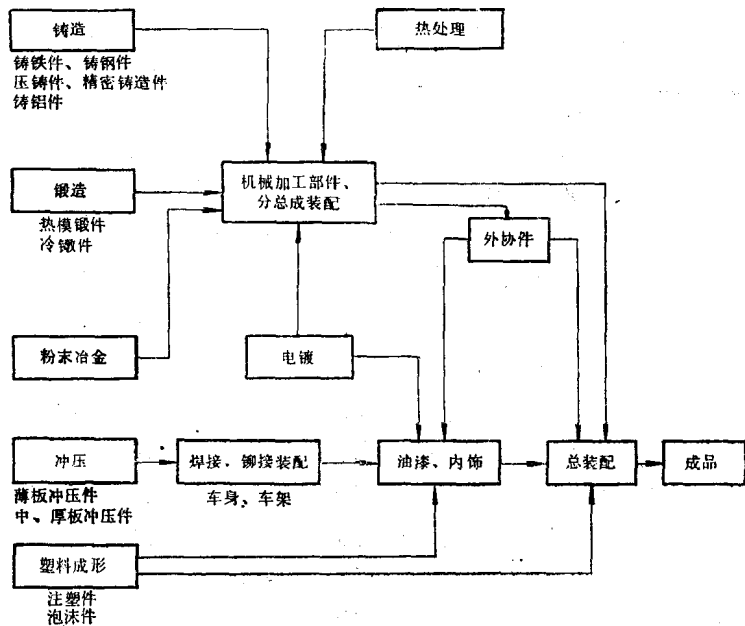 铸造
热处理
铸铁件、铸钢件
压铸件、精密铸造件
铸铝件
锻造
机械加工部件、
分总成装配
热模锻件
冷镦件
外协件
粉末冶金
电镀
冲压
焊接、铆接装配
油漆、内饰
总装配
成品
薄板冲压件
中、厚板冲压件
车身、车架
塑料成形
注塑件
泡沫件